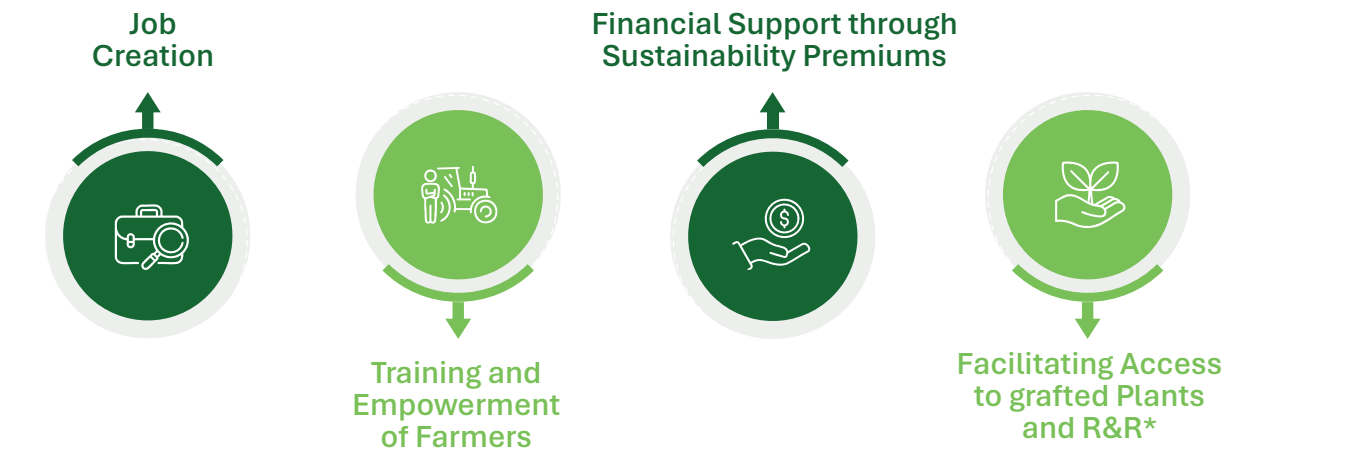 Job
Creation
Training and
Empowerment
of Farmers
Financial Support through
Sustainability Premiums
$
Facilitating Access
to grafted Plants
and R&R*